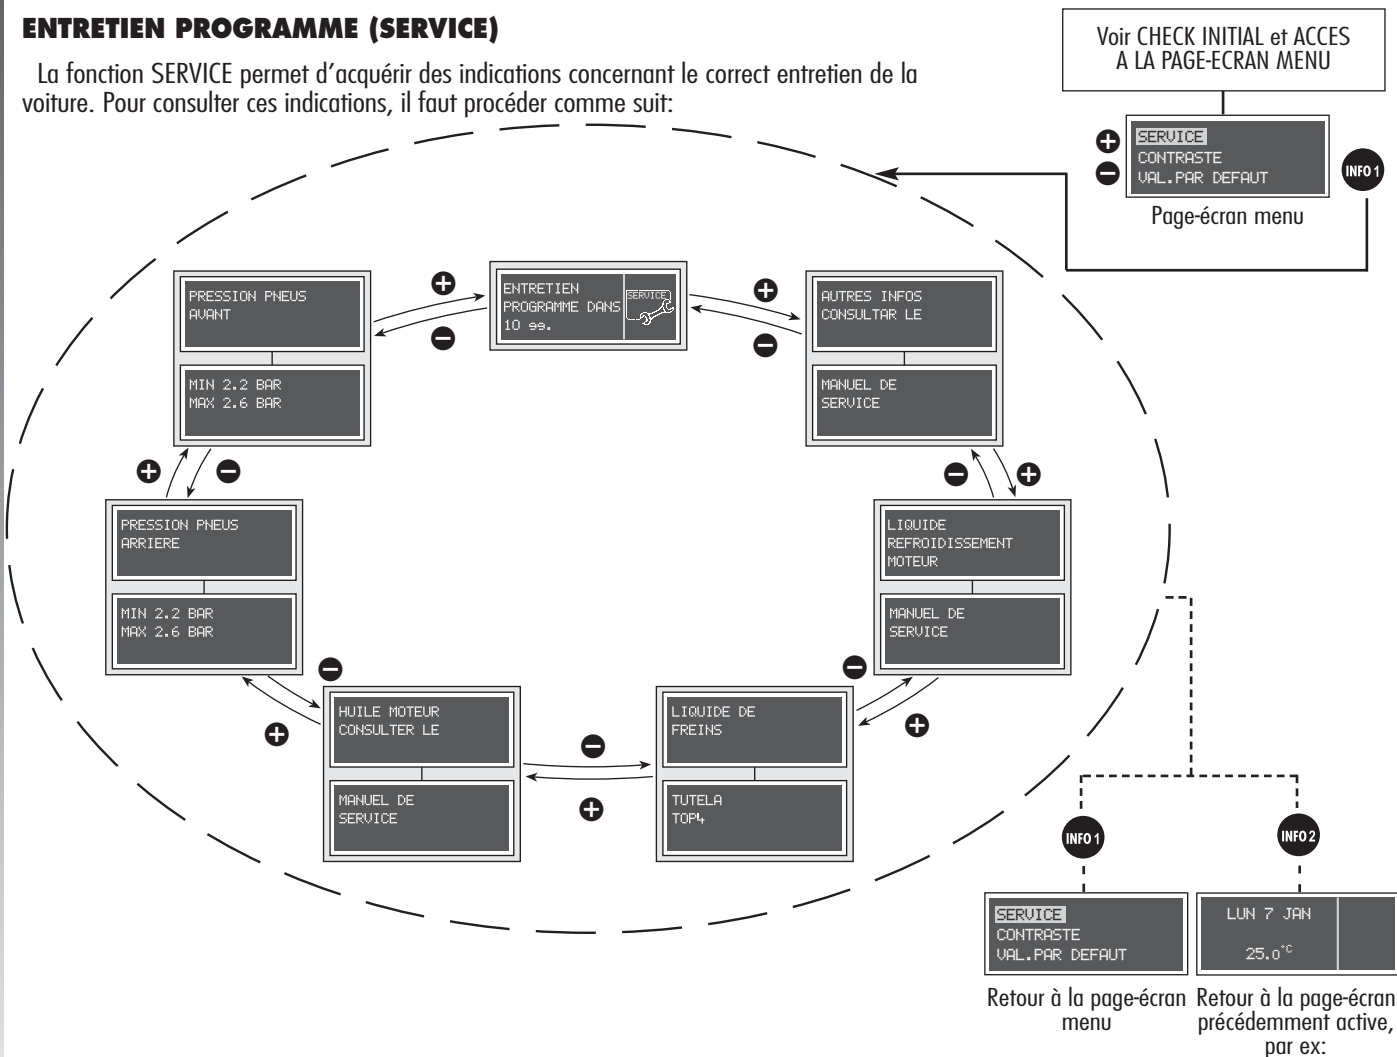 ENTRETIEN PROGRAMME (SERVICE)
La fonction SERVICE permet d'acquérir des indications concernant le correct entretien de la
voiture. Pour consulter ces indications, il faut procéder comme suit:
Voir CHECK INITIAL et ACCES
A LA PAGE-ECRAN MENU
SERVICE
CONTRASTE
VAL.PAR DEFAUT
INFO 1
Page-écran menu
PRESSION PNEUS
AVANT
MIN 2.2 BAR
MAX 2.6 BAR
ENTRETIEN
PROGRAMME DANS
10 gg.
SERVICE
AUTRES INFOS
CONSULTAR LE
MANUEL DE
SERVICE
PRESSION PNEUS
ARRIERE
MIN 2.2 BAR
MAX 2.6 BAR
LIQUIDE
REFROIDISSEMENT
MOTEUR
MANUEL DE
SERVICE
HUILE MOTEUR
CONSULTER LE
MANUEL DE
SERVICE
LIQUIDE DE
FREINS
TUTELA
TOP4
INFO 1
INFO 2
SERVICE
CONTRASTE
VAL.PAR DEFAUT
LUN 7 JAN
25.0°C
Retour à la page-écran
menu
Retour à la page-écran
précédemment active,
par ex: